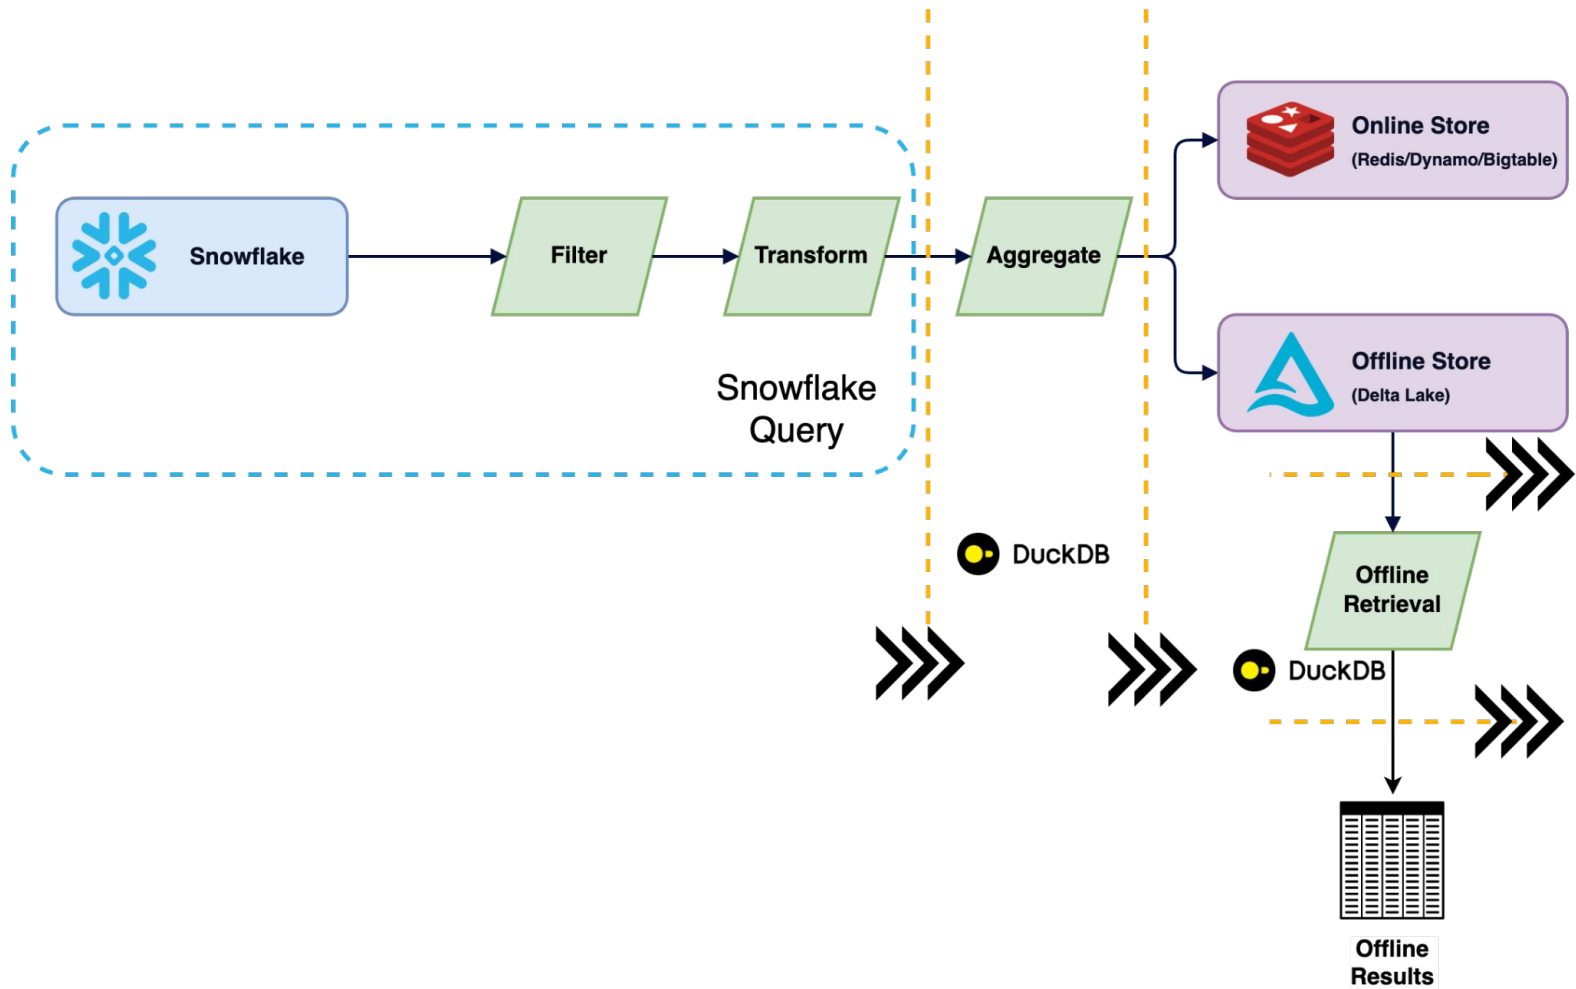 Snowflake
Filter
Transform
Aggregate
Online Store
(Redis/Dynamo/Bigtable)
Offline Store
(Delta Lake)
Snowflake
Query
DuckDB
Offline
Retrieval
DuckDB
Offline
Results